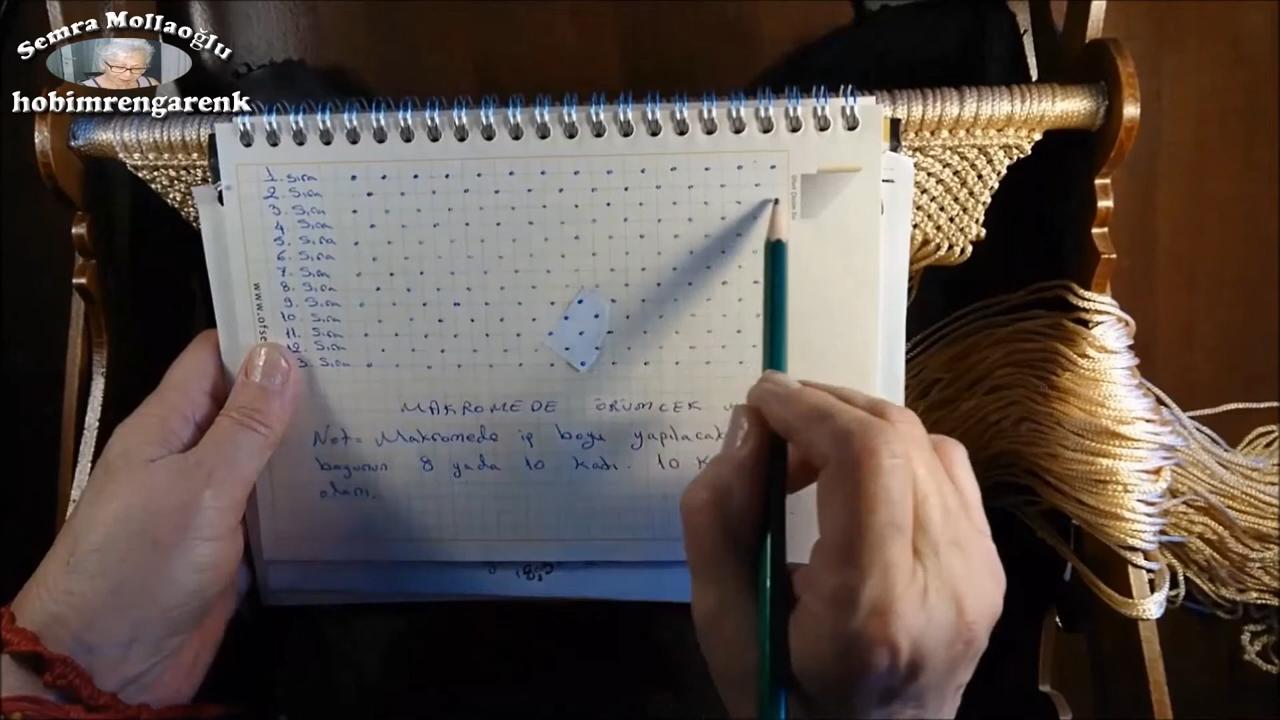 Semra Mollaoğlu
hobimrengarenk
1. Sıra
2. Sıra
3. Sıra
4. Sıra
5. Sıra
6. Sıra
7. Sıra
8. Sıra
9. Sıra
10. Sıra
11. Sıra
12. Sıra
3. Sıra
MAKROMEDE ÖRÜMCEK
Not= Makromede ip boyu yapılacak
boyunun 8 yada 10 katı. 10 K
olanı.